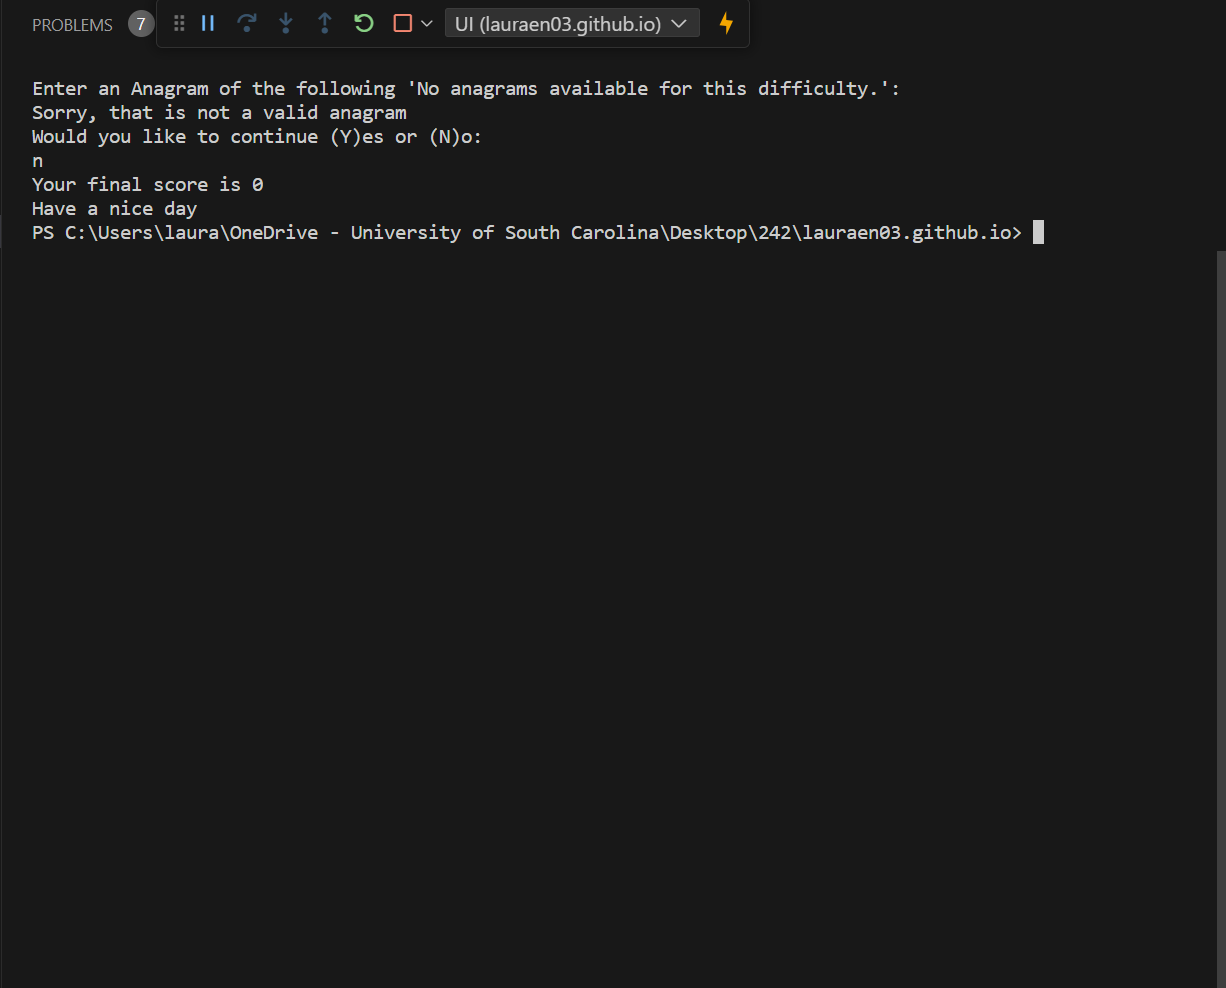 PROBLEMS 7 UI (lauraen03.github.io)
Enter an Anagram of the following 'No anagrams available for this difficulty.':
Sorry, that is not a valid anagram
Would you like to continue (Y)es or (N)o:
n
Your final score is 0
Have a nice day
PS C:\Users\laura\OneDrive - University of South Carolina\Desktop\242\lauraen03.github.io>